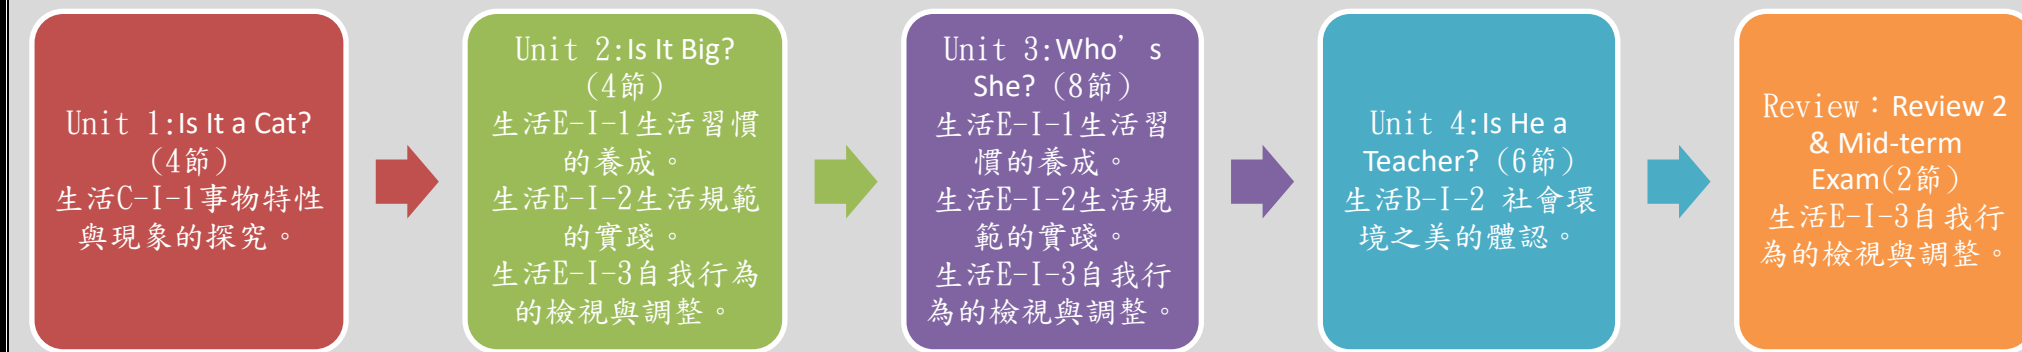 Unit 1:Is It a Cat?
(4節)
生活C-I-1事物特性
與現象的探究。
Unit 2:Is It Big?
(4節)
生活E-I-1生活習慣
的養成。
生活E-I-2生活規範
的實踐。
生活E-I-3自我行為
的檢視與調整。
Unit 3:Who’s
She?(8節)
生活E-I-1生活習
慣的養成。
生活E-I-2生活規
範的實踐。
生活E-I-3自我行
為的檢視與調整。
Unit 4:Is He a
Teacher?(6節)
生活B-I-2 社會環
境之美的體認。
Review：Review 2
& Mid-term
Exam(2節)
生活E-I-3自我行
為的檢視與調整。